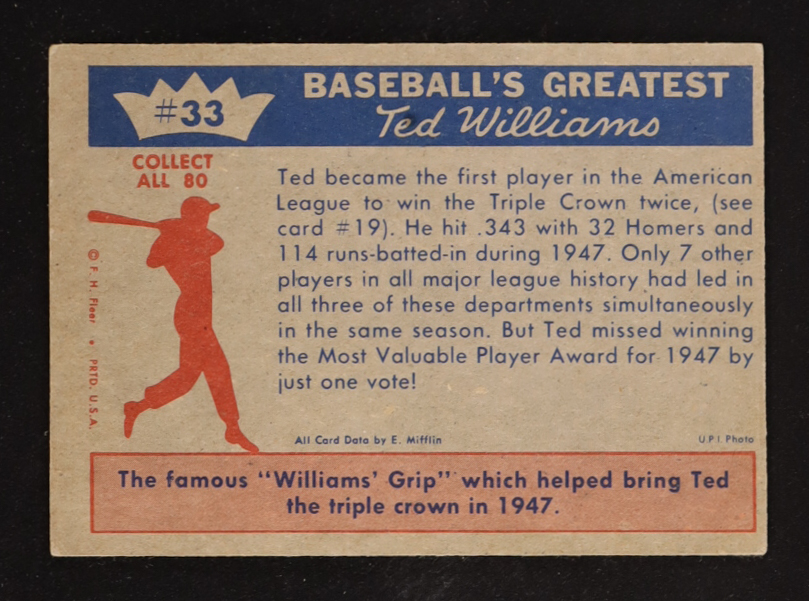 #33
BASEBALL'S GREATEST
Ted Williams
COLLECT
ALL 80
Ted became the first player in the American
League to win the Triple Crown twice, (see
card #19). He hit .343 with 32 Homers and
114 runs-batted-in during 1947. Only 7 other
players in all major league history had led in
all three of these departments simultaneously
in the same season. But Ted missed winning
the Most Valuable Player Award for 1947 by
just one vote!
© F. H. Fleer • PRTD. U.S.A.
All Card Data by E. Mifflin
U.P.I. Photo
The famous "Williams' Grip" which helped bring Ted
the triple crown in 1947.